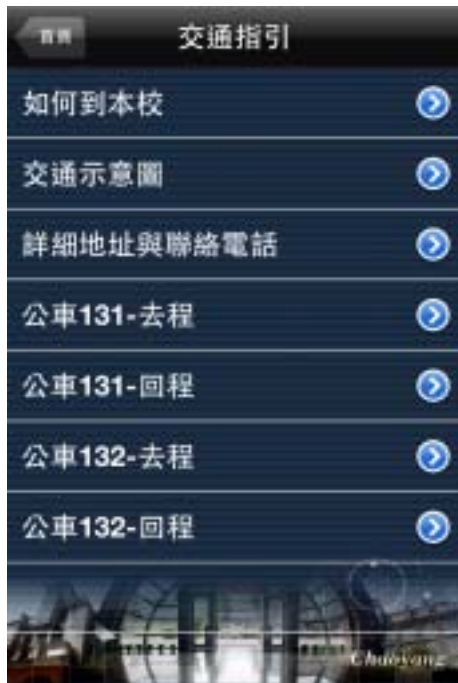 首頁
交通指引
如何到本校
交通示意圖
詳細地址與聯絡電話
公車131-去程
公車131-回程
公車132-去程
公車132-回程
Chaoyang